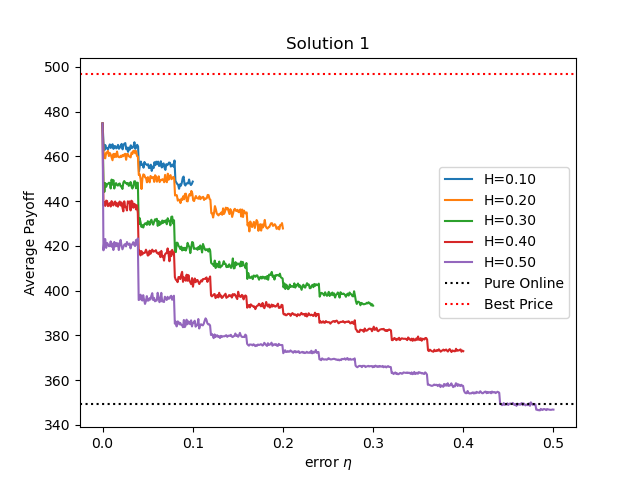 Solution 1
Average Payoff
500
480
460
440
420
400
380
360
340
0.0 0.1 0.2 0.3 0.4 0.5
error η
H=0.10
H=0.20
H=0.30
H=0.40
H=0.50
Pure Online
Best Price